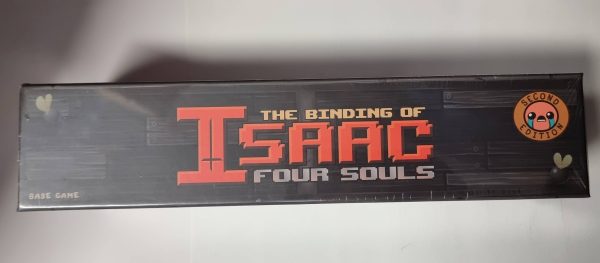 THE BINDING OF
ISAAC
FOUR SOULS
SECOND
EDITION
BASE GAME